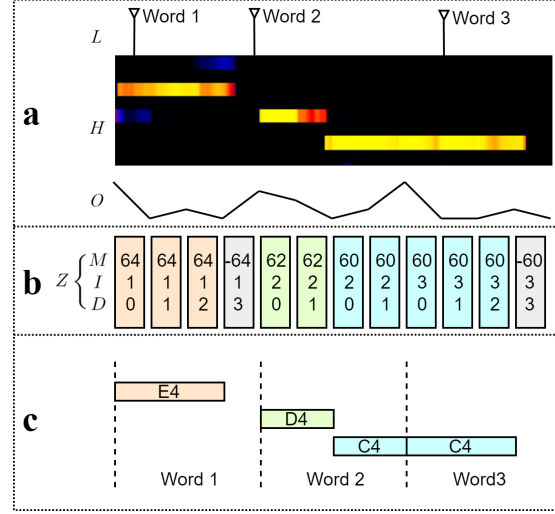 L
Word 1
Word 2
Word 3
a
H
O
b
Z
M 64 64 64 -64 62 62 60 60 60 60 60 -60
I 1 1 1 1 2 2 2 2 3 3 3 3
D 0 1 2 3 0 1 0 1 0 1 2 3
c
E4
D4
C4 C4
Word 1 Word 2 Word3